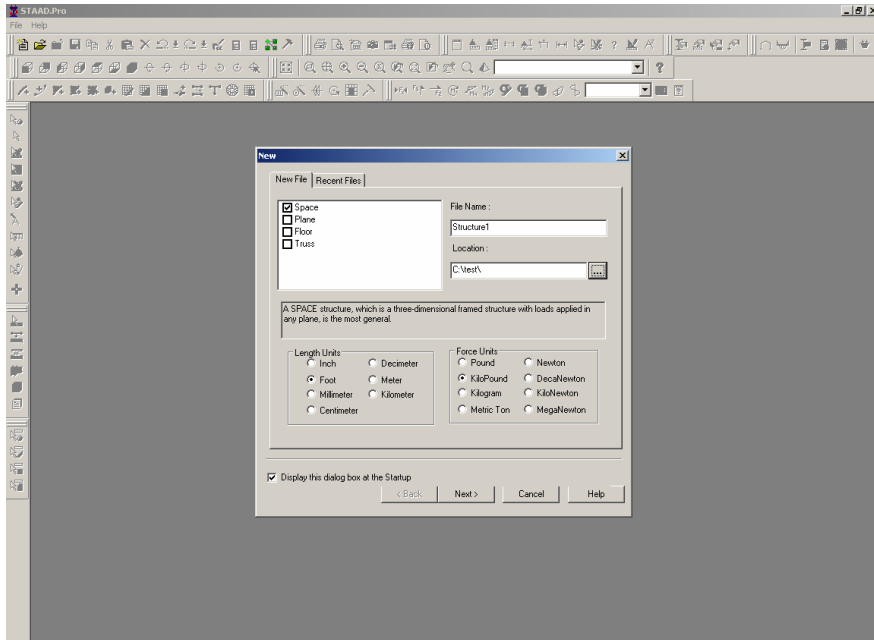 STAAD.Pro
File Help
New
New File Recent Files
Space
Plane
Floor
Truss
File Name :
Structure1
Location :
C:\test\
...
A SPACE structure, which is a three-dimensional framed structure with loads applied in
any plane, is the most general.
Length Units
Inch Decimeter
Foot Meter
Millimeter Kilometer
Centimeter
Force Units
Pound Newton
KiloPound DecaNewton
Kilogram KiloNewton
Metric Ton MegaNewton
Display this dialog box at the Startup
< Back Next > Cancel Help